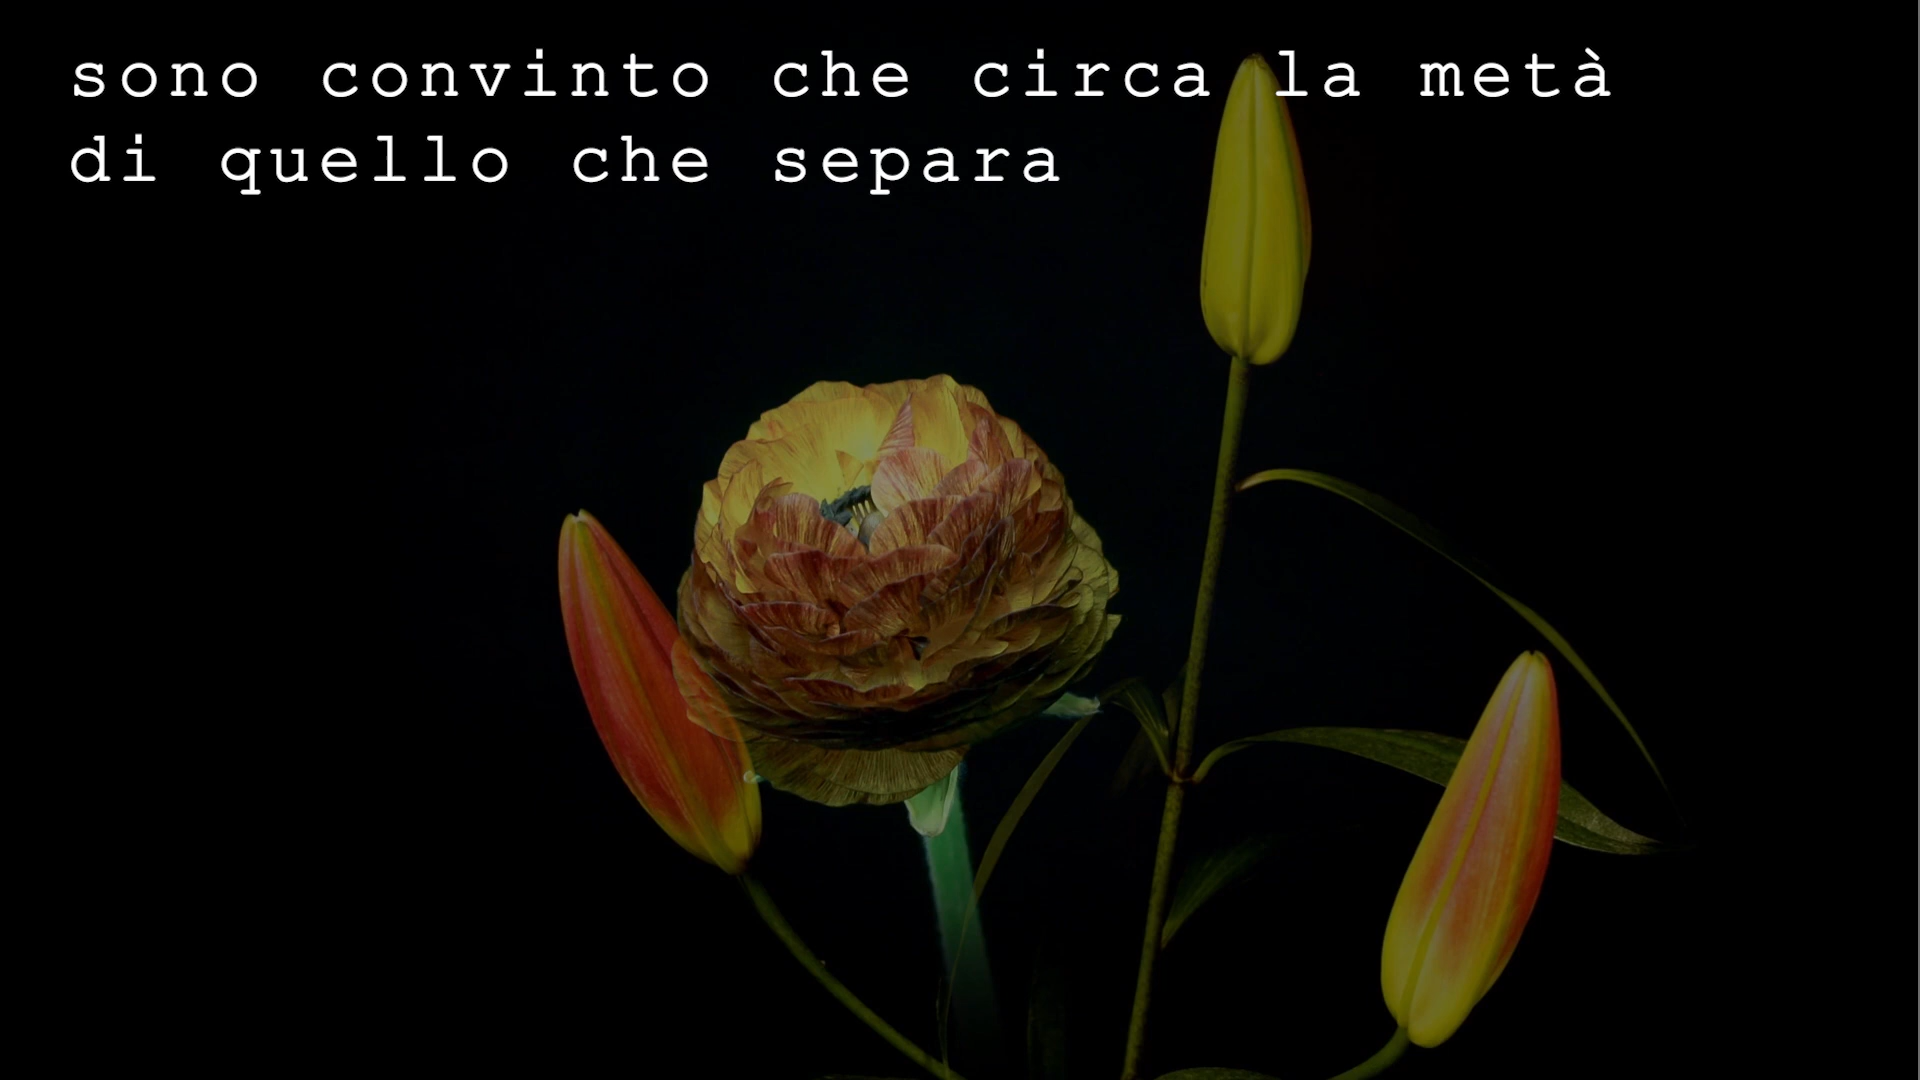 sono convinto che circa la metà
di quello che separa